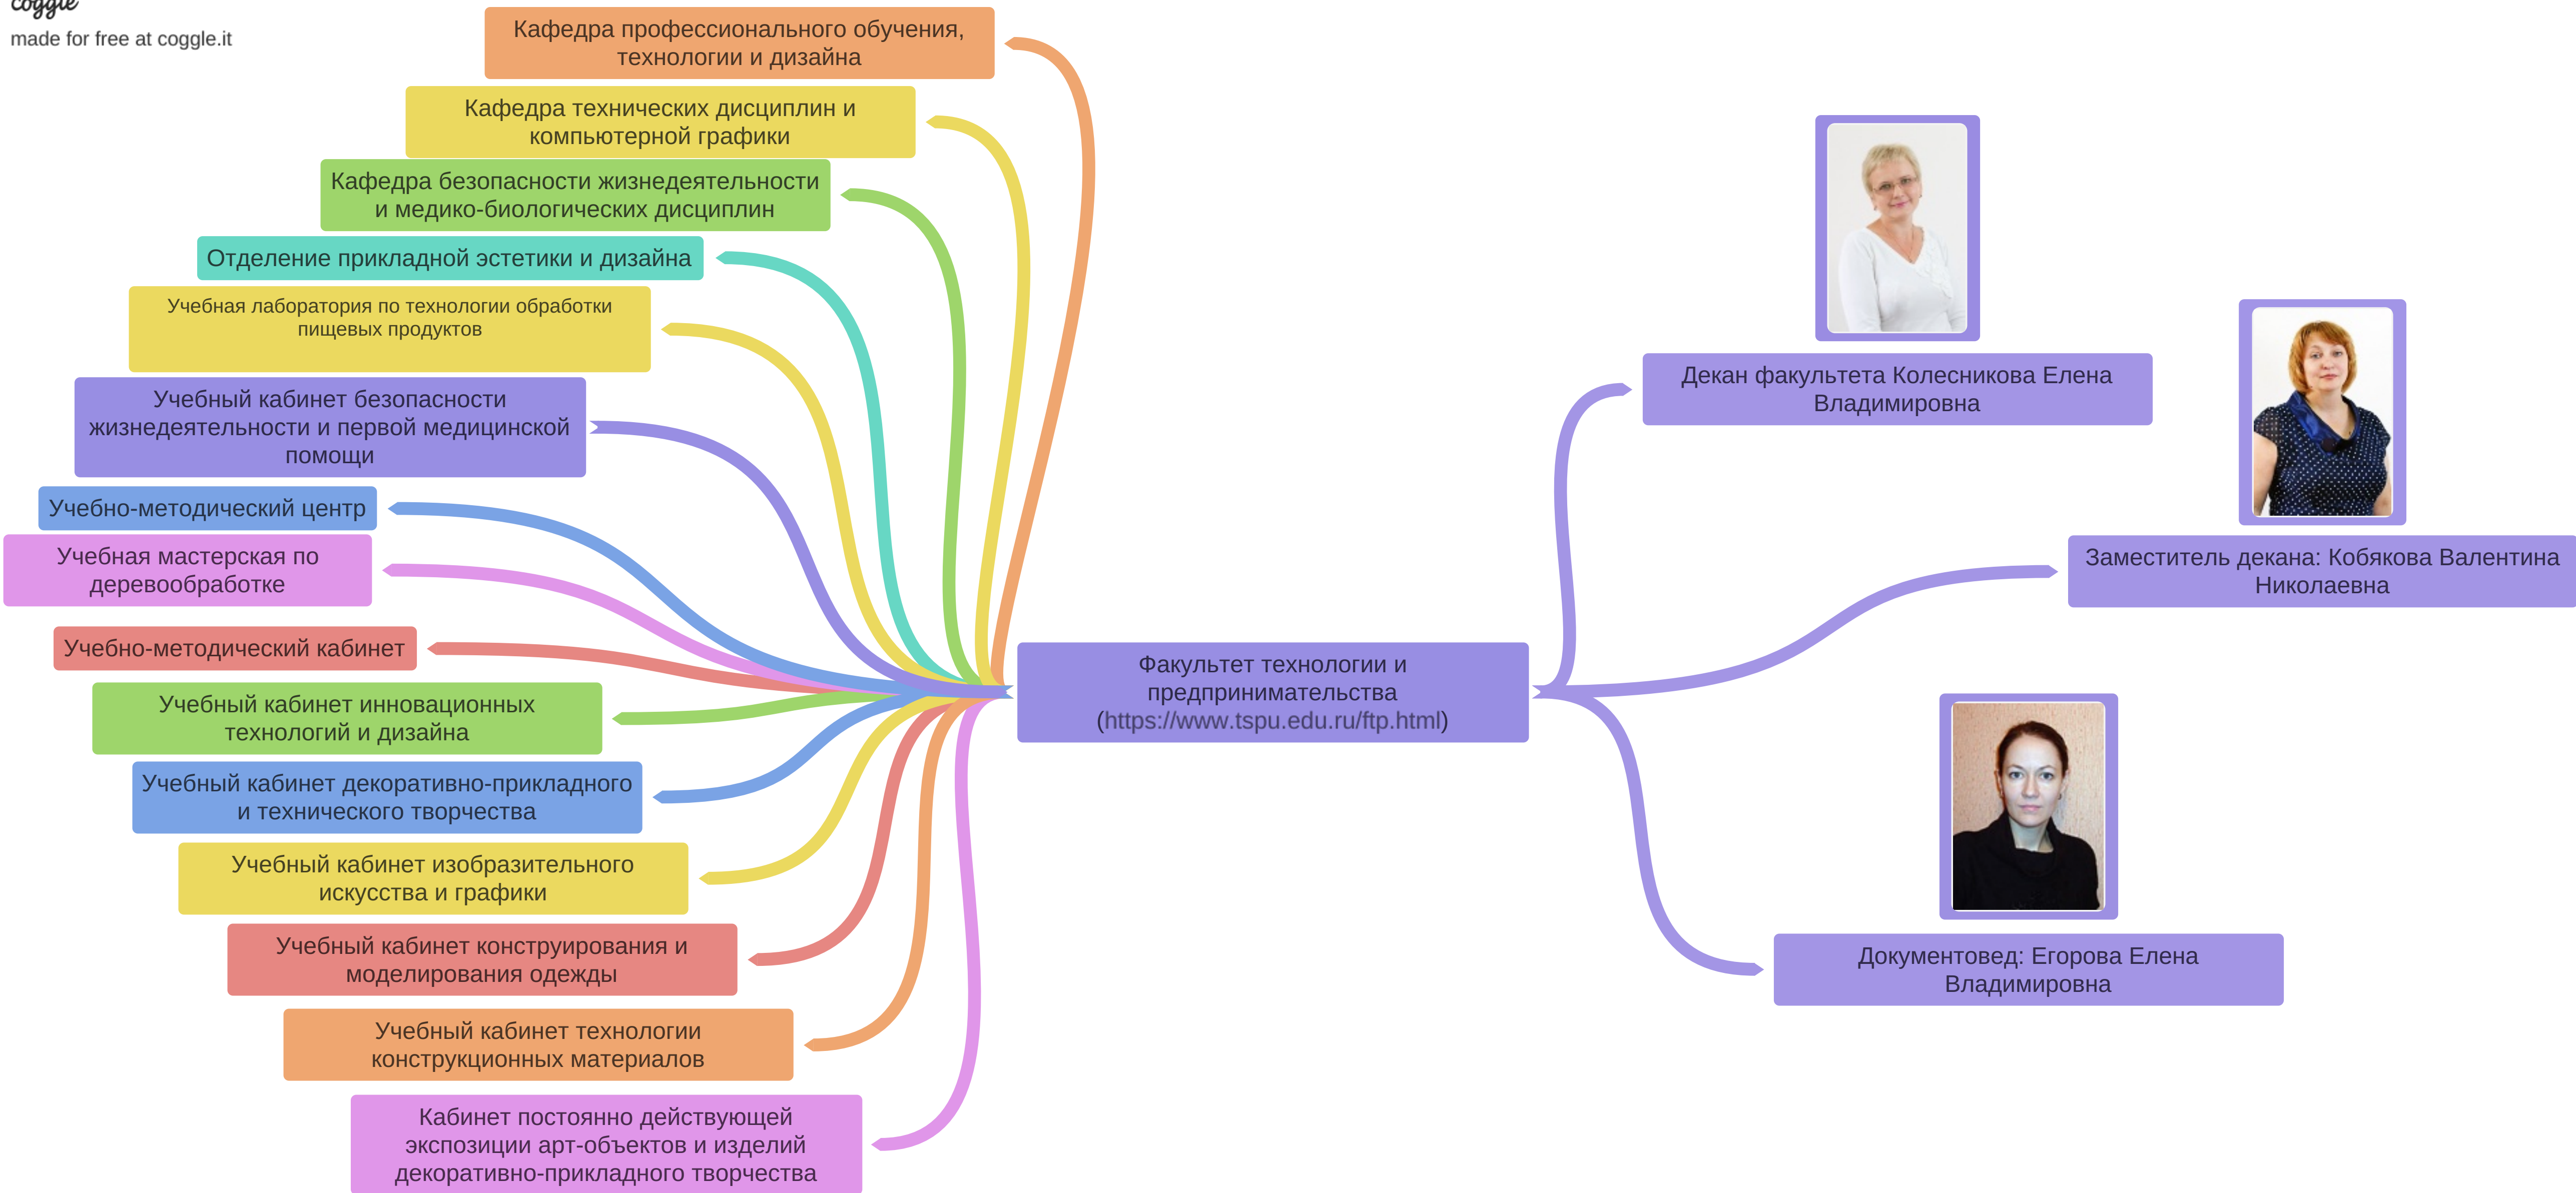 coggle
made for free at coggle.it
Кафедра профессионального обучения,
технологии и дизайна
Кафедра технических дисциплин и
компьютерной графики
Кафедра безопасности жизнедеятельности
и медико-биологических дисциплин
Отделение прикладной эстетики и дизайна
Учебная лаборатория по технологии обработки
пищевых продуктов
Учебный кабинет безопасности
жизнедеятельности и первой медицинской
помощи
Учебно-методический центр
Учебная мастерская по
деревообработке
Учебно-методический кабинет
Учебный кабинет инновационных
технологий и дизайна
Учебный кабинет декоративно-прикладного
и технического творчества
Учебный кабинет изобразительного
искусства и графики
Учебный кабинет конструирования и
моделирования одежды
Учебный кабинет технологии
конструкционных материалов
Кабинет постоянно действующей
экспозиции арт-объектов и изделий
декоративно-прикладного творчества
Факультет технологии и
предпринимательства
(https://www.tspu.edu.ru/ftp.html)
Декан факультета Колесникова Елена
Владимировна
Заместитель декана: Кобякова Валентина
Николаевна
Документовед: Егорова Елена
Владимировна